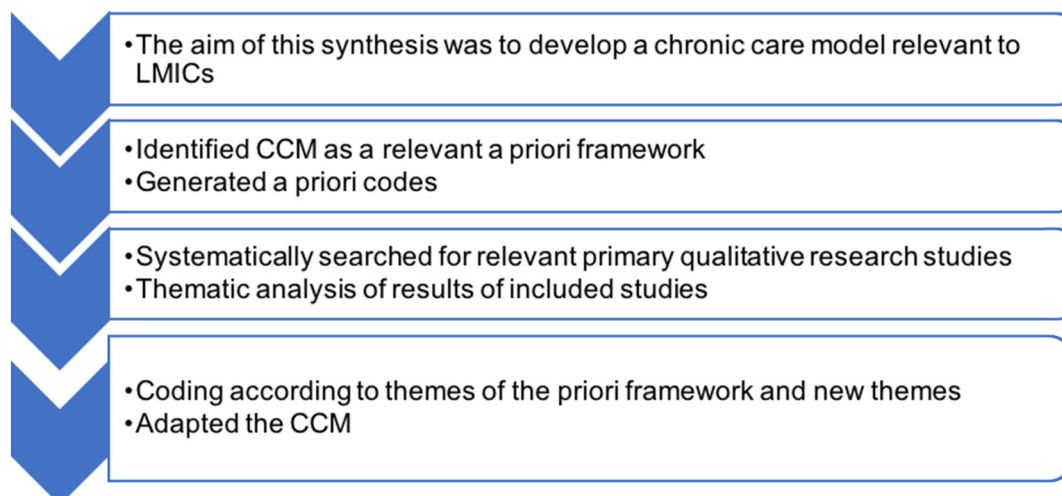 •The aim of this synthesis was to develop a chronic care model relevant to
LMICs
•Identified CCM as a relevant a priori framework
•Generated a priori codes
•Systematically searched for relevant primary qualitative research studies
•Thematic analysis of results of included studies
•Coding according to themes of the priori framework and new themes
•Adapted the CCM